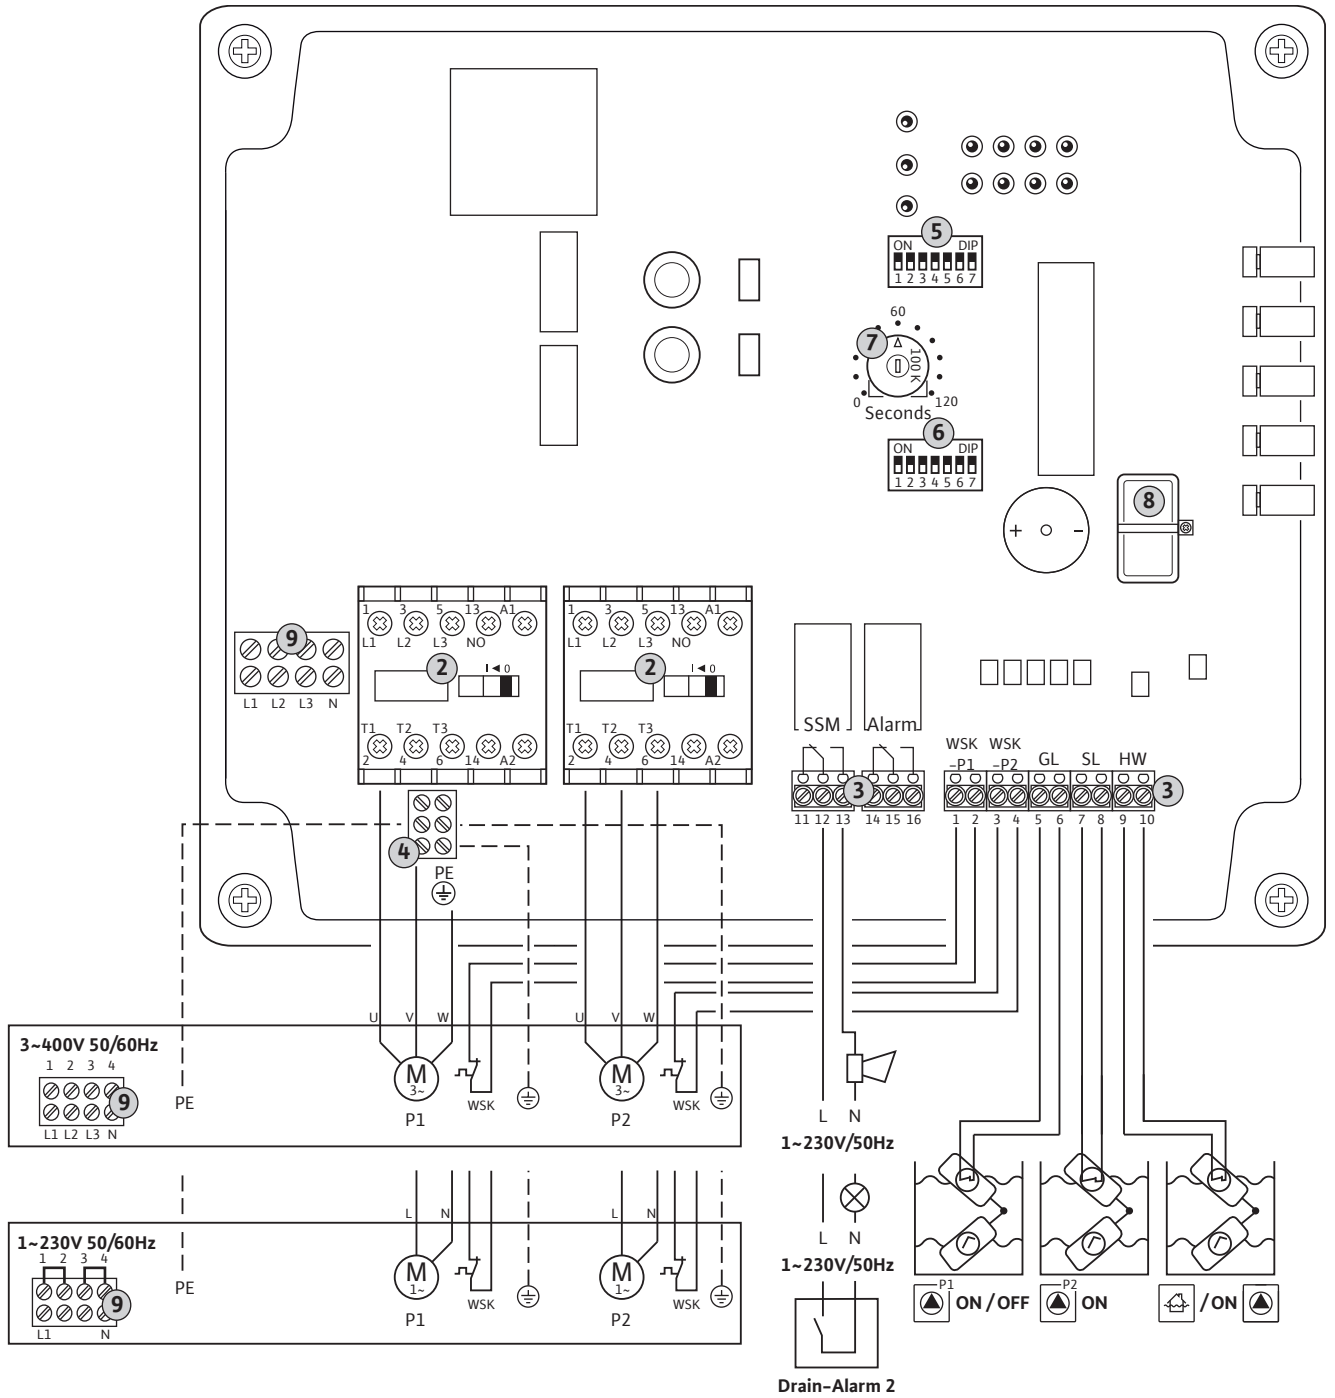 5
ON DIP
1 2 3 4 5 6 7
60
7
100 K
0 120
Seconds
6
ON DIP
1 2 3 4 5 6 7
8
+ -
9
L1 L2 L3 N
1 3 5 13 A1
L1 L2 L3 NO
2
I ◄ 0
T1 T2 T3
2 4 6 14 A2
1 3 5 13 A1
L1 L2 L3 NO
2
I ◄ 0
T1 T2 T3
2 4 6 14 A2
SSM Alarm
WSK -P1
WSK -P2
GL SL HW
3
3
11 12 13 14 15 16
1 2 3 4 5 6 7 8 9 10
4
PE
U V W U V W
3~400V 50/60Hz
1 2 3 4
9
L1 L2 L3 N
PE
M
3~
P1
WSK
M
3~
P2
WSK
L N
1~230V/50Hz
L N
1~230V/50Hz
Drain-Alarm 2
L N L N
1~230V 50/60Hz
1 2 3 4
9
L1 N
PE
M
1~
P1
WSK
M
1~
P2
WSK
P1
ON / OFF
P2
ON
/ ON